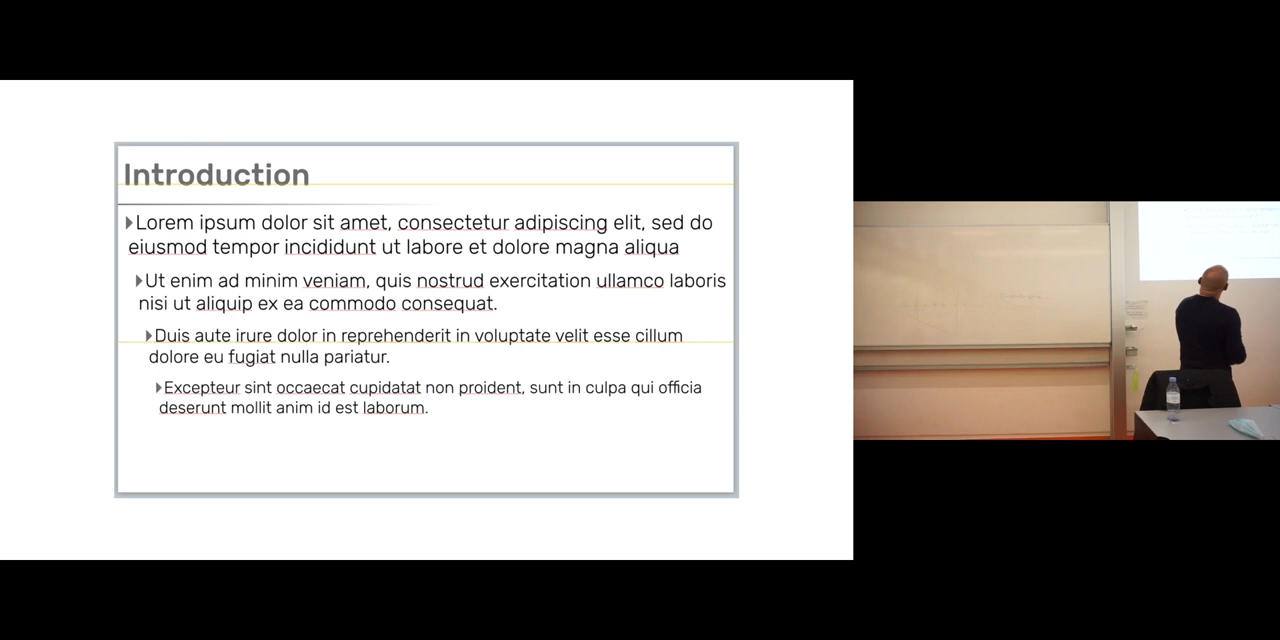 Introduction
Lorem ipsum dolor sit amet, consectetur adipiscing elit, sed do
eiusmod tempor incididunt ut labore et dolore magna aliqua
Ut enim ad minim veniam, quis nostrud exercitation ullamco laboris
nisi ut aliquip ex ea commodo consequat.
Duis aute irure dolor in reprehenderit in voluptate velit esse cillum
dolore eu fugiat nulla pariatur.
Excepteur sint occaecat cupidatat non proident, sunt in culpa qui officia
deserunt mollit anim id est laborum.